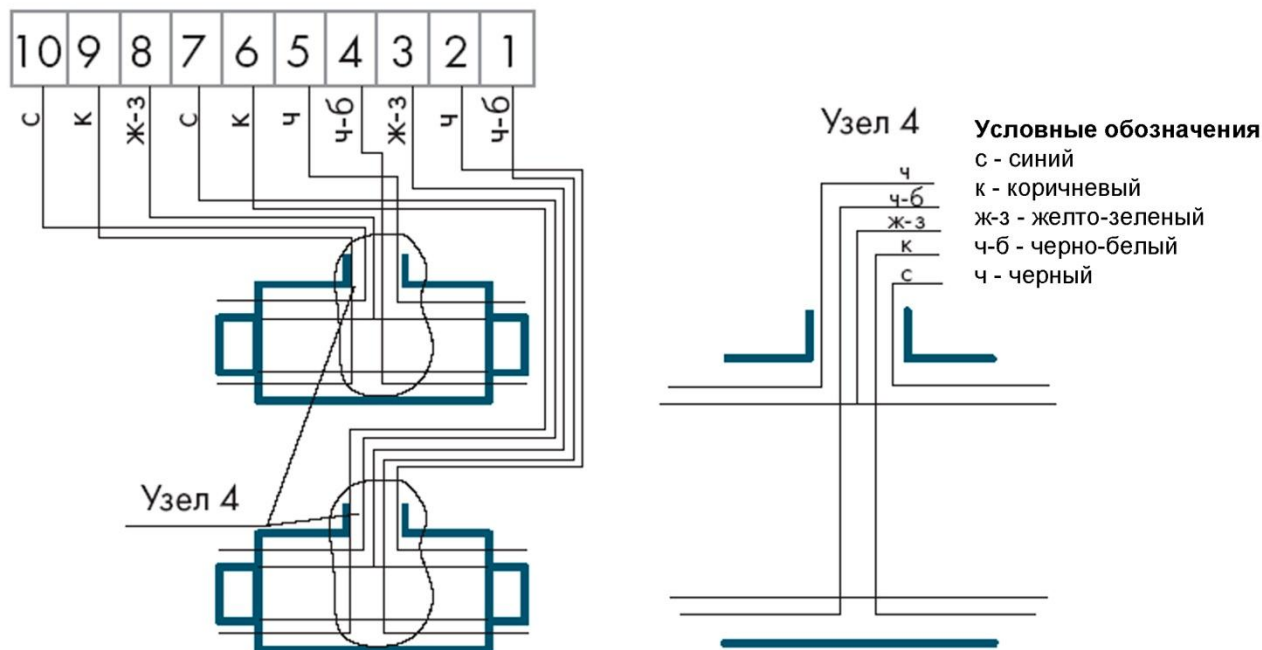 10 9 8 7 6 5 4 3 2 1
с к ж-з с к ч ч-б ж-з ч ч-б
Узел 4
Узел 4
ч
ч-б
ж-з
к
с
Условные обозначения
с - синий
к - коричневый
ж-з - желто-зеленый
ч-б - черно-белый
ч - черный